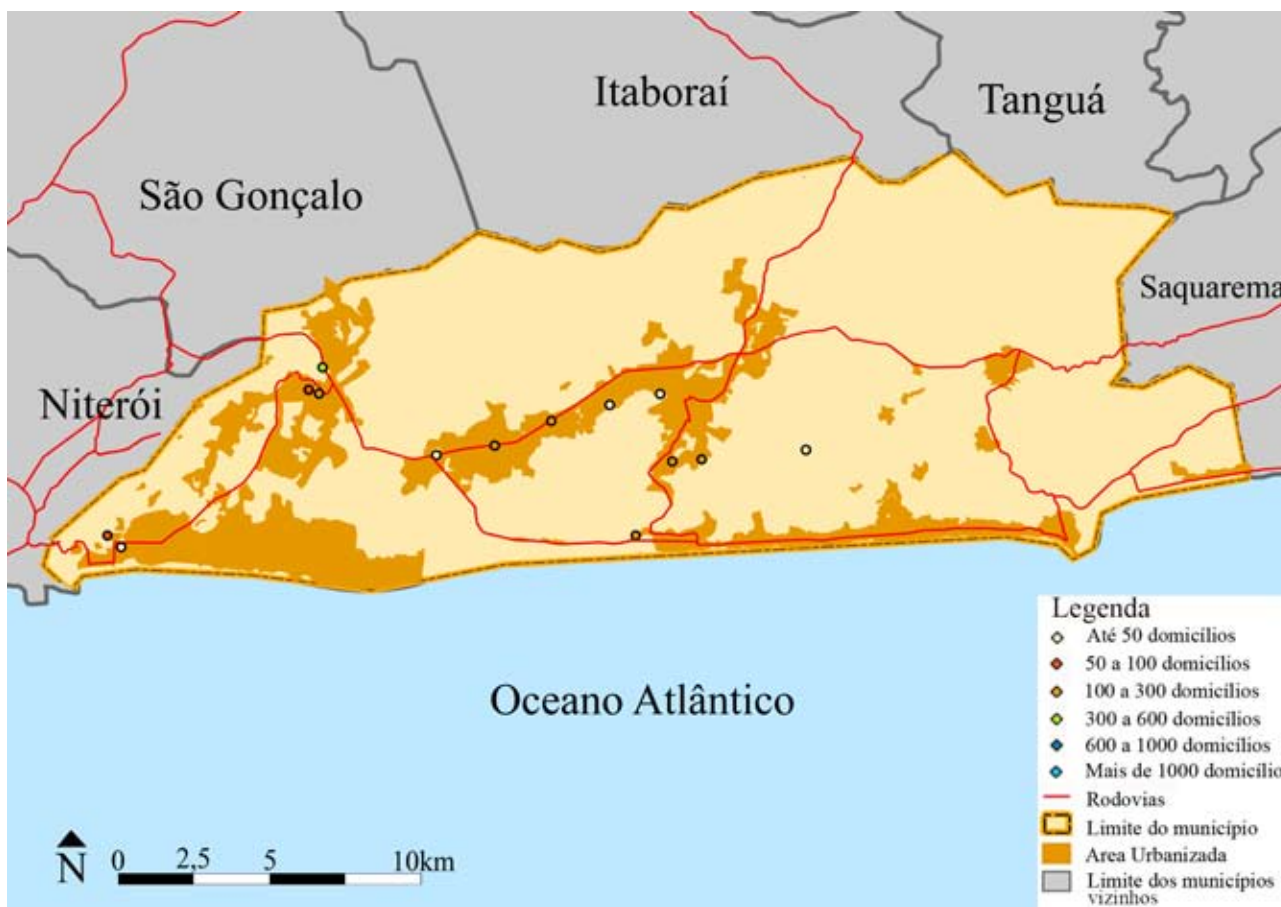 Itaboraí
Tanguá
São Gonçalo
Saquarema
Niterói
Oceano Atlântico
Legenda
Até 50 domicílios
50 a 100 domicílios
100 a 300 domicílios
300 a 600 domicílios
600 a 1000 domicílios
Mais de 1000 domicílio
Rodovias
Limite do município
Area Urbanizada
Limite dos municípios
vizinhos
N 0 2,5 5 10km